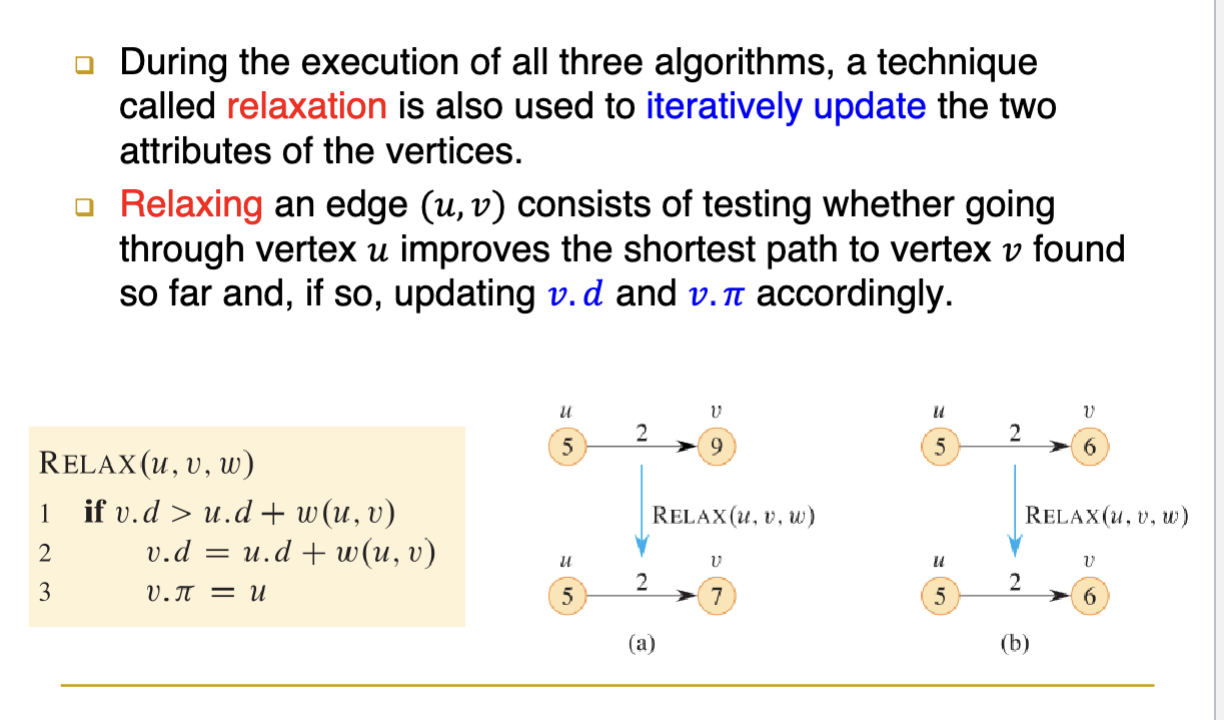 During the execution of all three algorithms, a technique
called relaxation is also used to iteratively update the two
attributes of the vertices.
Relaxing an edge (u, v) consists of testing whether going
through vertex u improves the shortest path to vertex v found
so far and, if so, updating v. d and v. π accordingly.
RELAX(u, v, w)
1 if v.d > u.d + w(u, v)
2 v.d = u.d + w(u, v)
3 v.π = u
u v
5 2 9
RELAX(u, v, w)
u v
5 2 7
(a)
u v
5 2 6
RELAX(u, v, w)
u v
5 2 6
(b)